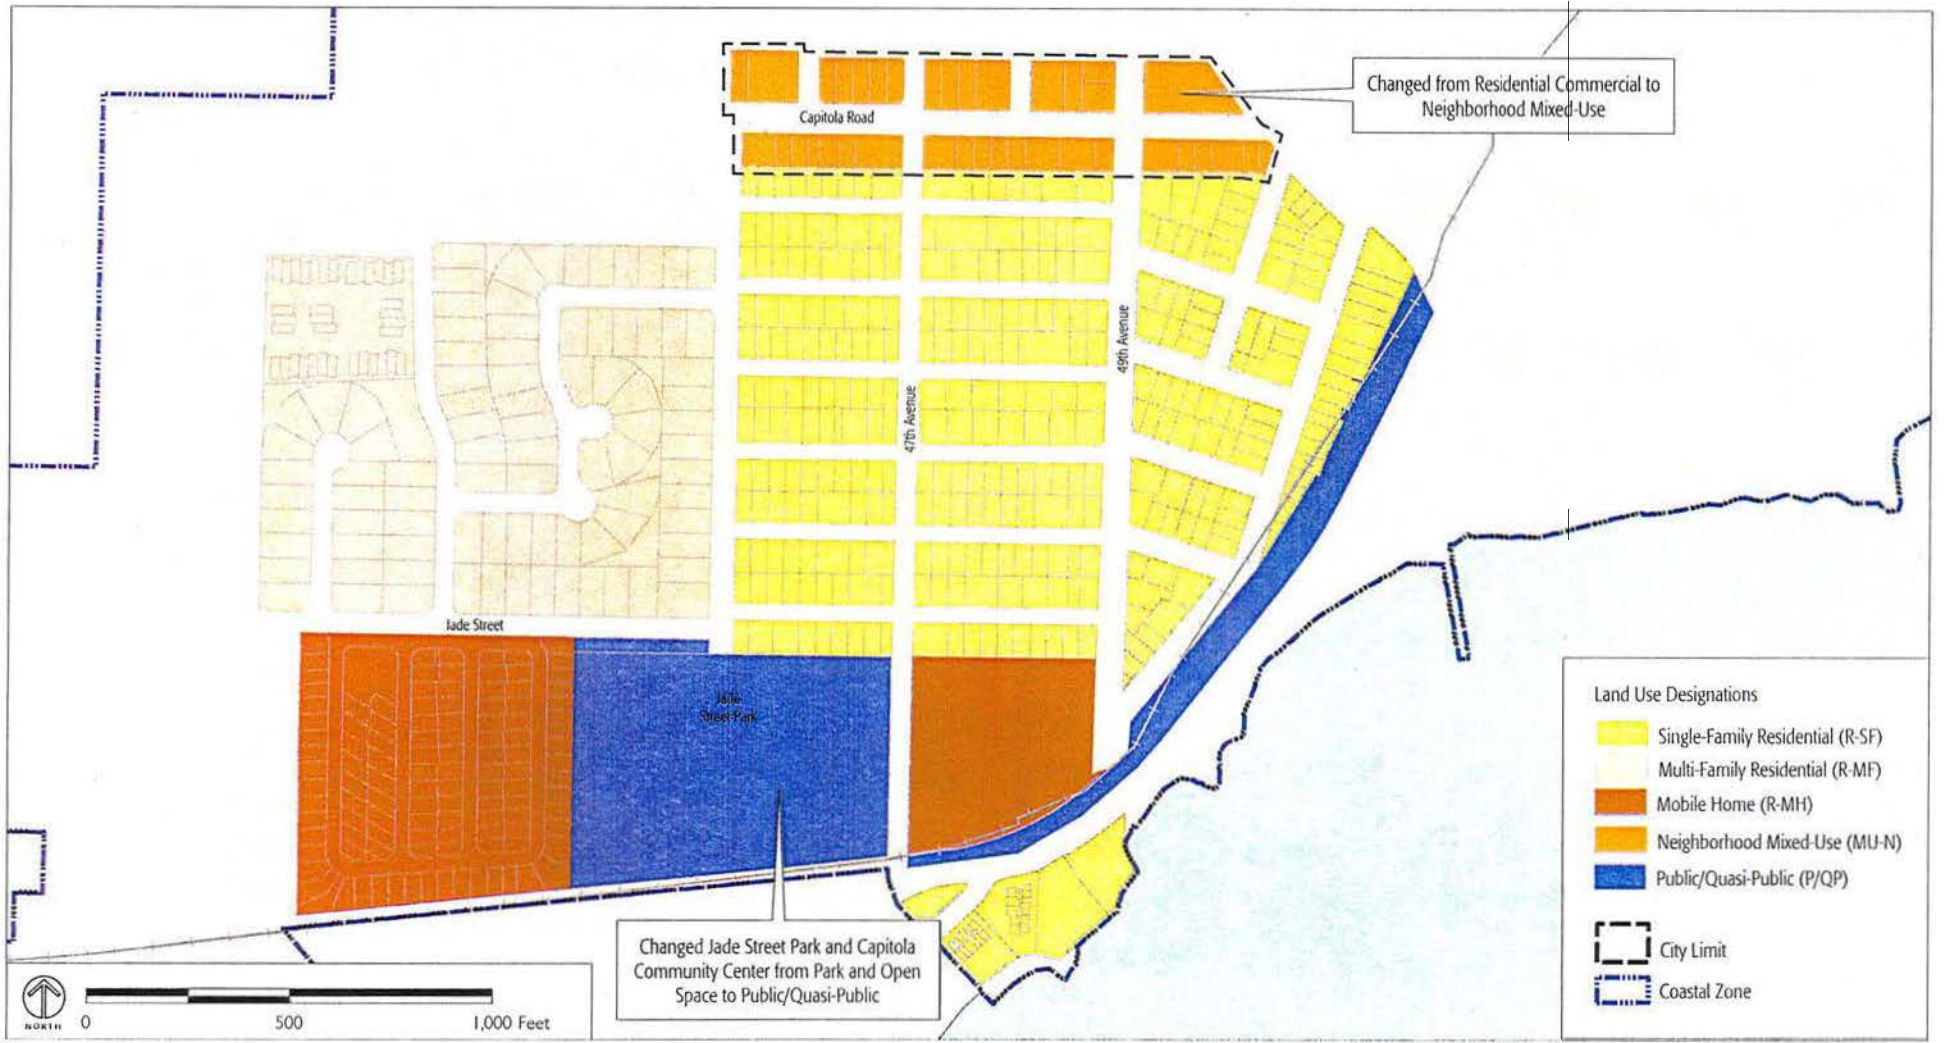 Changed from Residential Commercial to
Neighborhood Mixed-Use
Capitola Road
49th Avenue
47th Avenue
Jade Street
Jade
Street Park
Changed Jade Street Park and Capitola
Community Center from Park and Open
Space to Public/Quasi-Public
Land Use Designations
Single-Family Residential (R-SF)
Multi-Family Residential (R-MF)
Mobile Home (R-MH)
Neighborhood Mixed-Use (MU-N)
Public/Quasi-Public (P/QP)
City Limit
Coastal Zone
NORTH
0 500 1,000 Feet